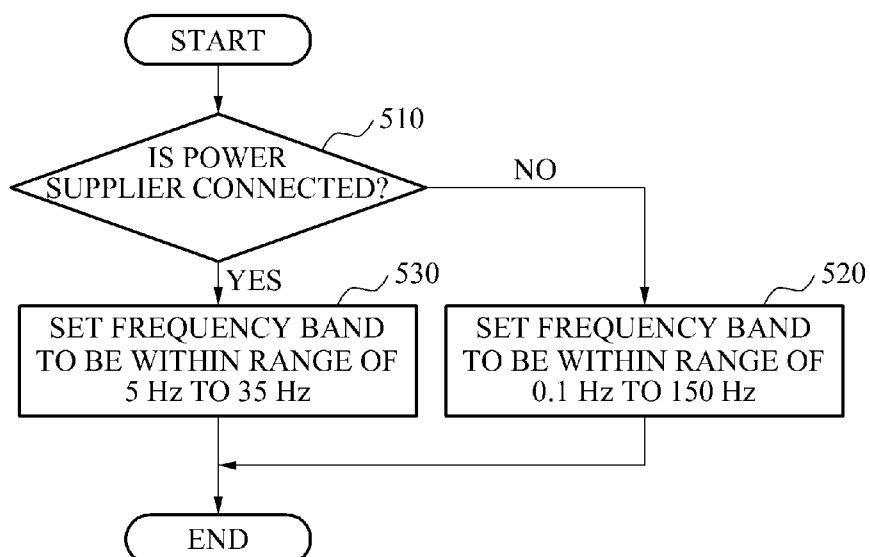 START
510
IS POWER
SUPPLIER CONNECTED?
NO
YES
530
520
SET FREQUENCY BAND
TO BE WITHIN RANGE OF
5 Hz TO 35 Hz
SET FREQUENCY BAND
TO BE WITHIN RANGE OF
0.1 Hz TO 150 Hz
END